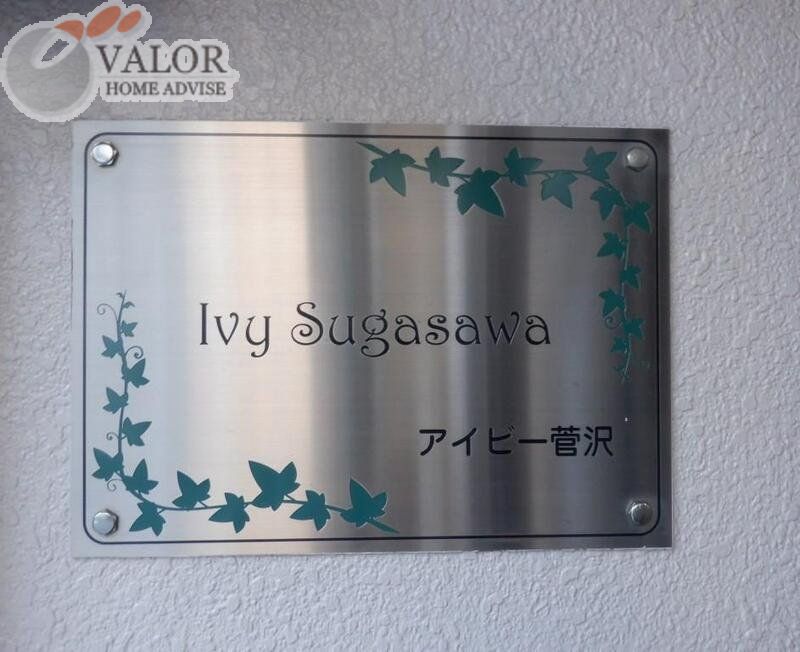 VALOR
HOME ADVISE
Ivy Sugasawa
アイビー菅沢